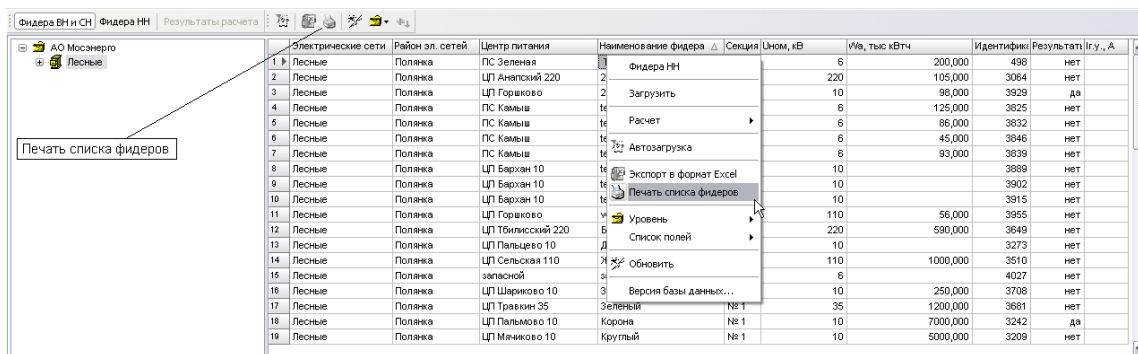 Фидера ВН и СН Фидера НН Результаты расчета
АО Мосэнерго
Лесные
Печать списка фидеров
Электрические сети Район эл. сетей Центр питания Наименование фидера Секция Uном, кВ Wа, тыс кВтч Идентифика Результать Iг.у., А
1 Лесные Полянка ПС Зеленая 6 200,000 498 нет
2 Лесные Полянка ЦП Анапский 220 2 220 105,000 3064 нет
3 Лесные Полянка ЦП Горшково 2 10 98,000 3929 да
4 Лесные Полянка ПС Камыш te 6 125,000 3825 нет
5 Лесные Полянка ПС Камыш te 6 86,000 3832 нет
6 Лесные Полянка ПС Камыш te 6 45,000 3846 нет
7 Лесные Полянка ПС Камыш te 6 93,000 3839 нет
8 Лесные Полянка ЦП Бархан 10 te 10 3889 нет
9 Лесные Полянка ЦП Бархан 10 te 10 3902 нет
10 Лесные Полянка ЦП Бархан 10 te 10 3915 нет
11 Лесные Полянка ЦП Горшково 110 56,000 3955 нет
12 Лесные Полянка ЦП Тбилисский 220 Б 220 590,000 3649 нет
13 Лесные Полянка ЦП Пальцево 10 Д 10 3273 нет
14 Лесные Полянка ЦП Сельская 110 110 1000,000 3510 нет
15 Лесные Полянка запасной 6 4027 нет
16 Лесные Полянка ЦП Шариково 10 10 250,000 3708 нет
17 Лесные Полянка ЦП Травкин 35 Зеленый № 1 35 1200,000 3681 нет
18 Лесные Полянка ЦП Пальмово 10 Корона № 1 10 7000,000 3242 да
19 Лесные Полянка ЦП Мячиково 10 Круглый № 1 10 5000,000 3209 нет
Фидера НН
Загрузить
Расчет
Автозагрузка
Экспорт в формат Excel
Печать списка фидеров
Уровень
Список полей
Обновить
Версия базы данных...